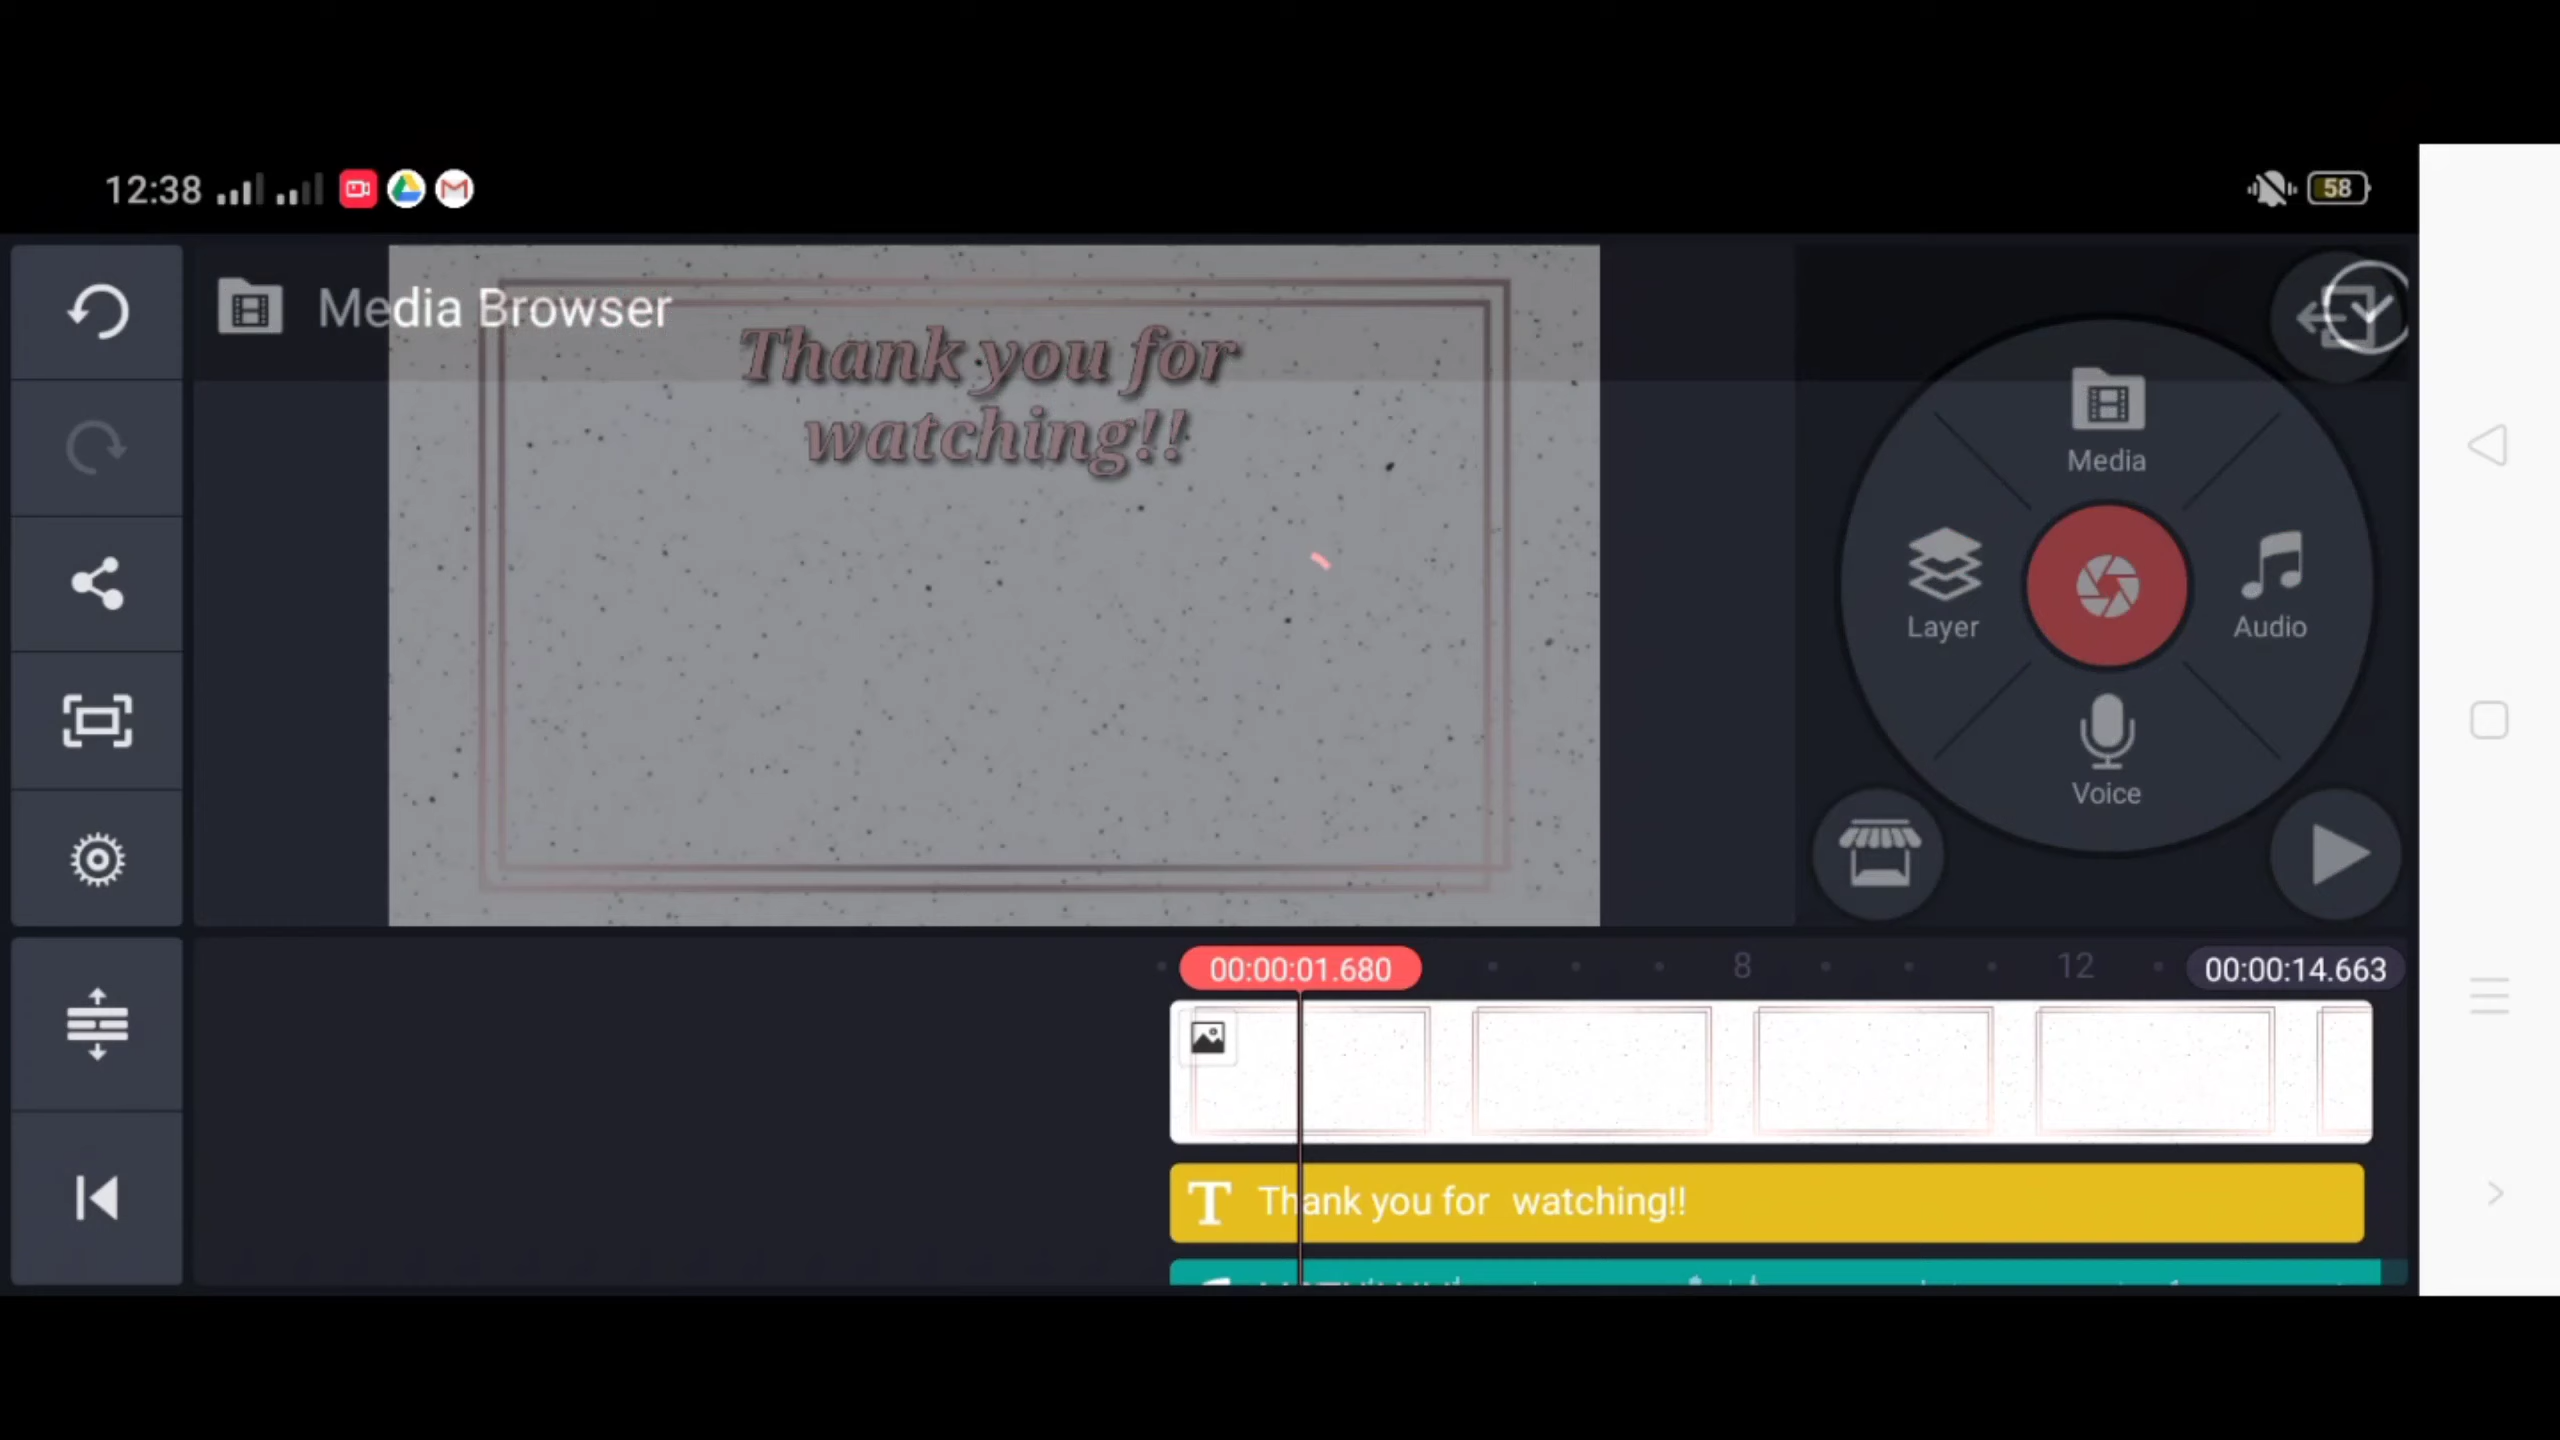 12:38
58
Media Browser
Thank you for
watching!!
Media
Layer
Audio
Voice
00:00:01.680
8
12
00:00:14.663
T Thank you for watching!!